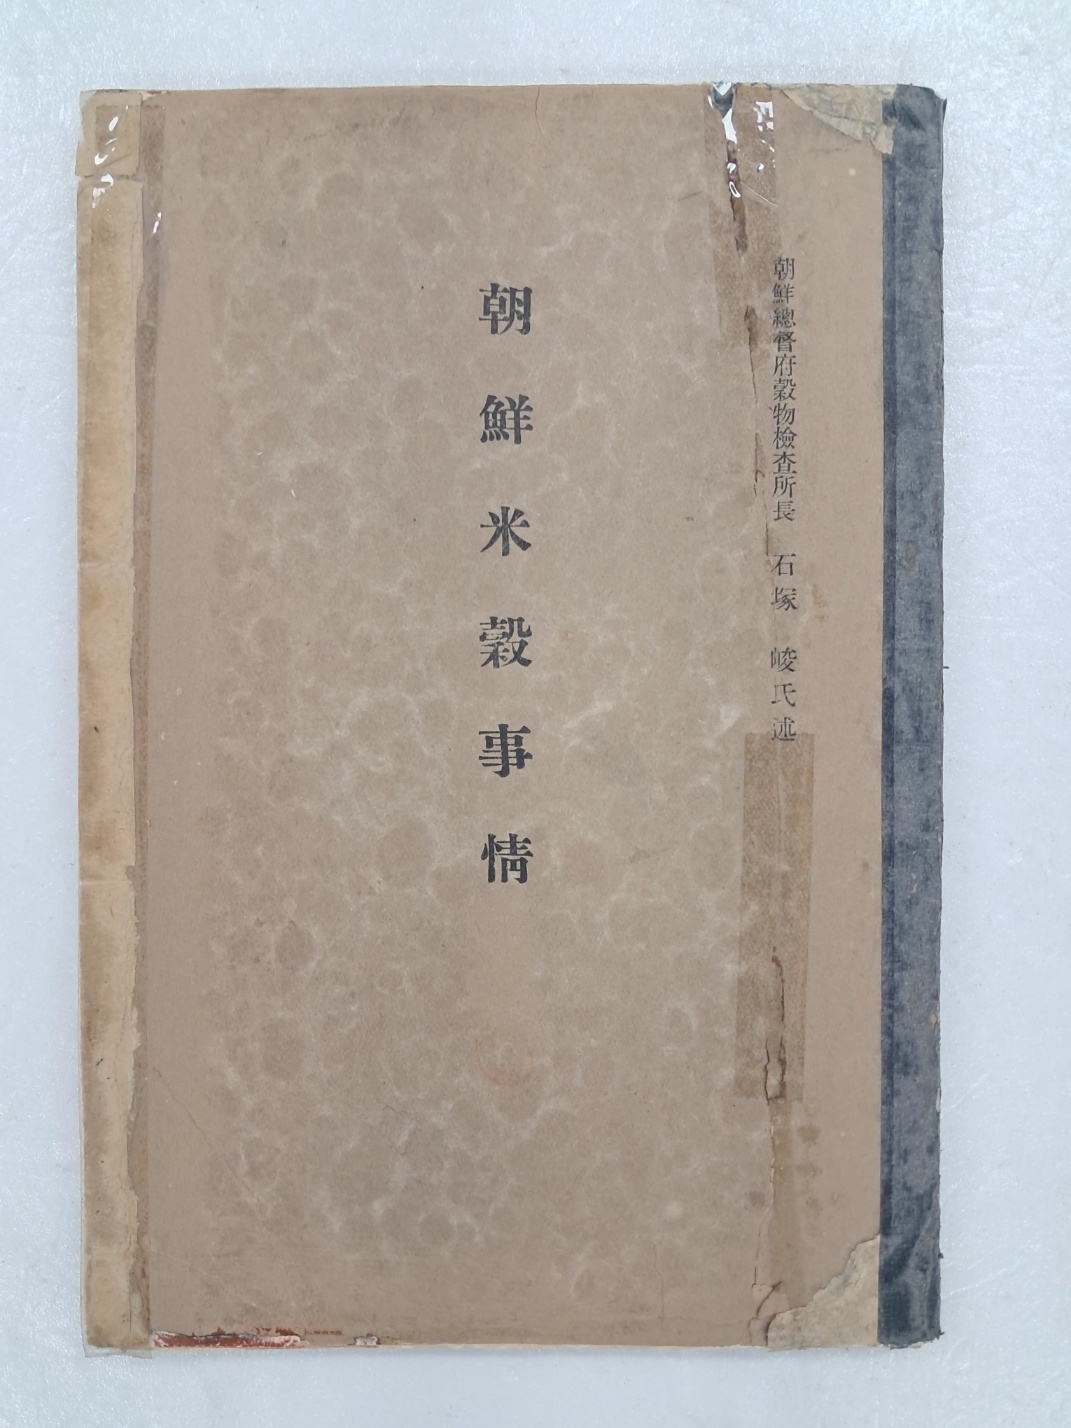 朝鮮總督府穀物檢査所長 石塚 峻氏述
朝鮮米穀事情